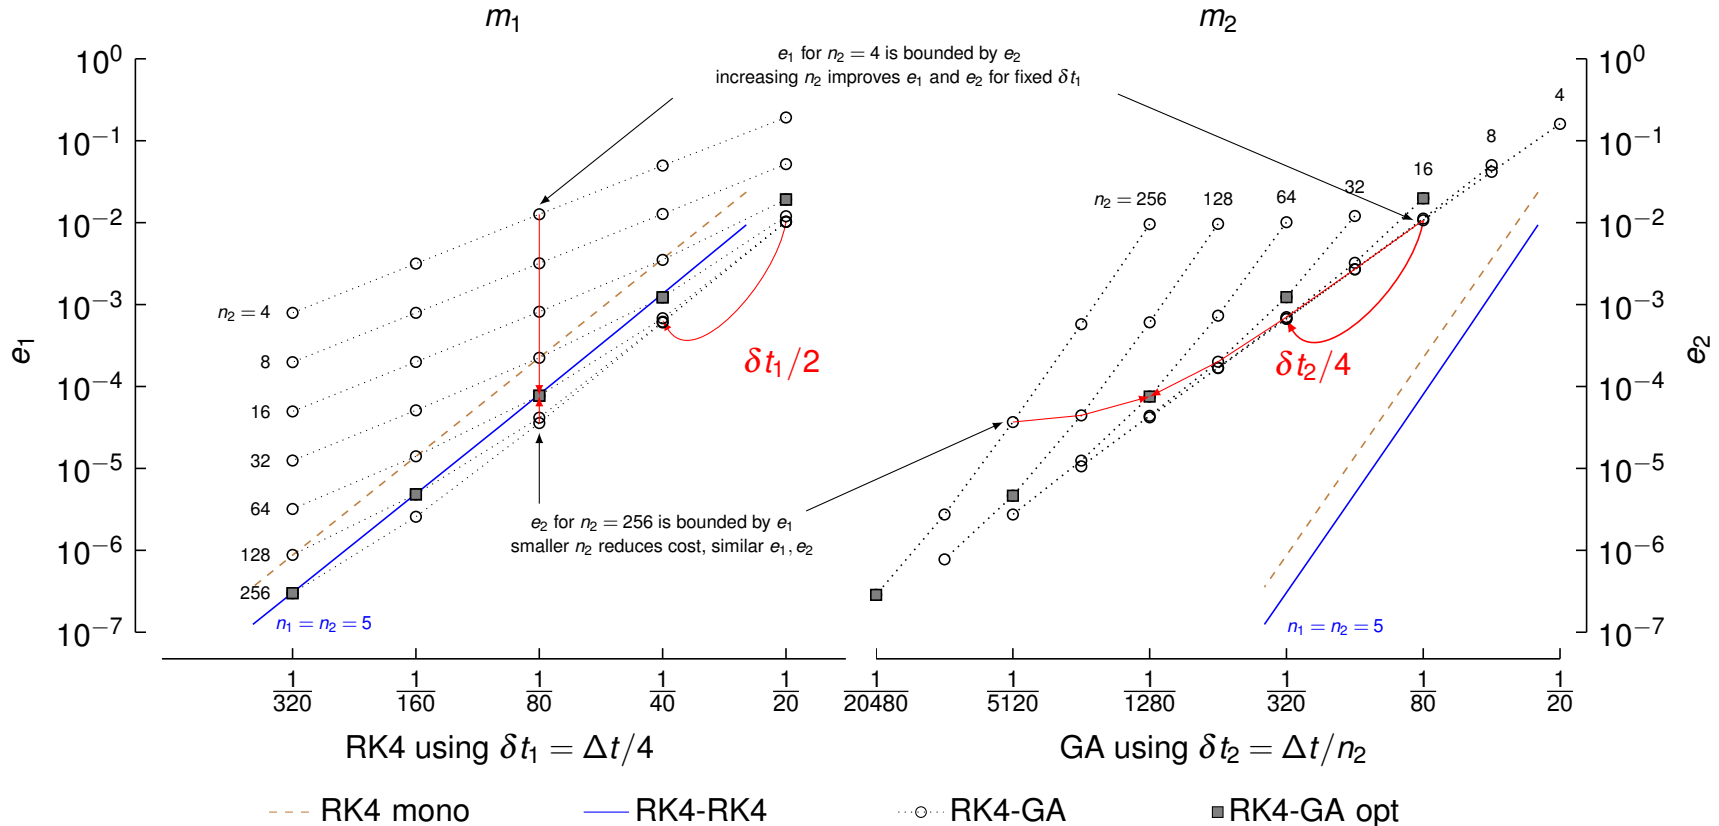 m₁
m₂
e₁ for n₂ = 4 is bounded by e₂
increasing n₂ improves e₁ and e₂ for fixed δt₁
10⁰
10⁻¹
10⁻²
10⁻³
10⁻⁴
10⁻⁵
10⁻⁶
10⁻⁷
e₁
n₂ = 4
8
16
32
64
128
256
n₁ = n₂ = 5
δt₁/2
e₂ for n₂ = 256 is bounded by e₁
smaller n₂ reduces cost, similar e₁, e₂
1/320
1/160
1/80
1/40
1/20
RK4 using δt₁ = Δt/4
n₂ = 256
128
64
32
16
8
4
δt₂/4
n₁ = n₂ = 5
10⁰
10⁻¹
10⁻²
10⁻³
10⁻⁴
10⁻⁵
10⁻⁶
10⁻⁷
e₂
1/20480
1/5120
1/1280
1/320
1/80
1/20
GA using δt₂ = Δt/n₂
RK4 mono
RK4-RK4
RK4-GA
RK4-GA opt